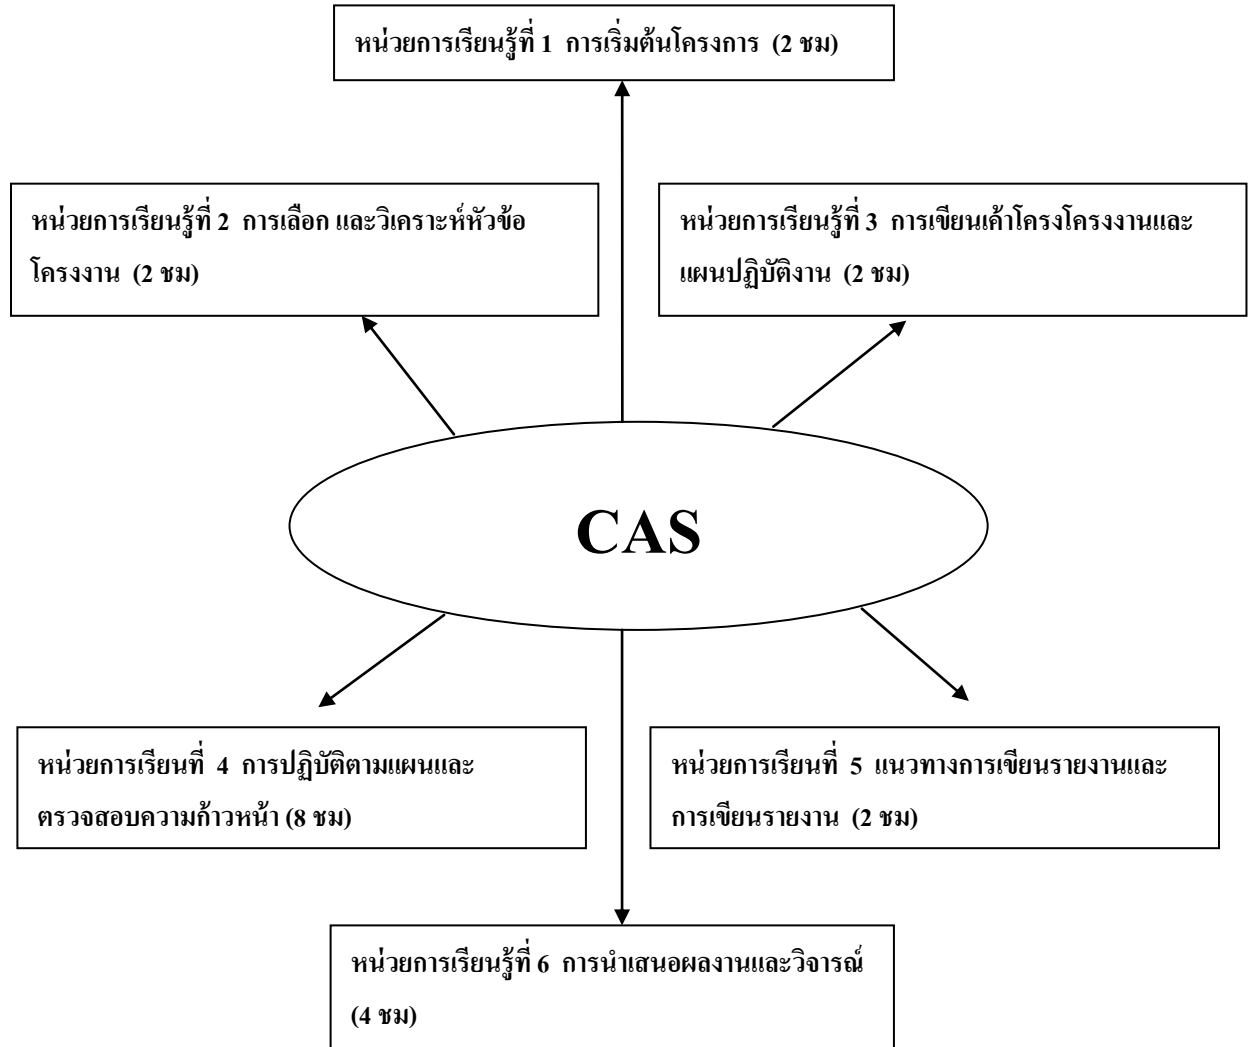 หน่วยการเรียนรู้ที่ 1 การเริ่มต้นโครงการ (2 ชม)
หน่วยการเรียนรู้ที่ 2 การเลือก และวิเคราะห์หัวข้อ
โครงงาน (2 ชม)
หน่วยการเรียนรู้ที่ 3 การเขียนเค้าโครงโครงงานและ
แผนปฏิบัติงาน (2 ชม)
CAS
หน่วยการเรียนที่ 4 การปฏิบัติตามแผนและ
ตรวจสอบความก้าวหน้า (8 ชม)
หน่วยการเรียนที่ 5 แนวทางการเขียนรายงานและ
การเขียนรายงาน (2 ชม)
หน่วยการเรียนรู้ที่ 6 การนำเสนอผลงานและวิจารณ์
(4 ชม)